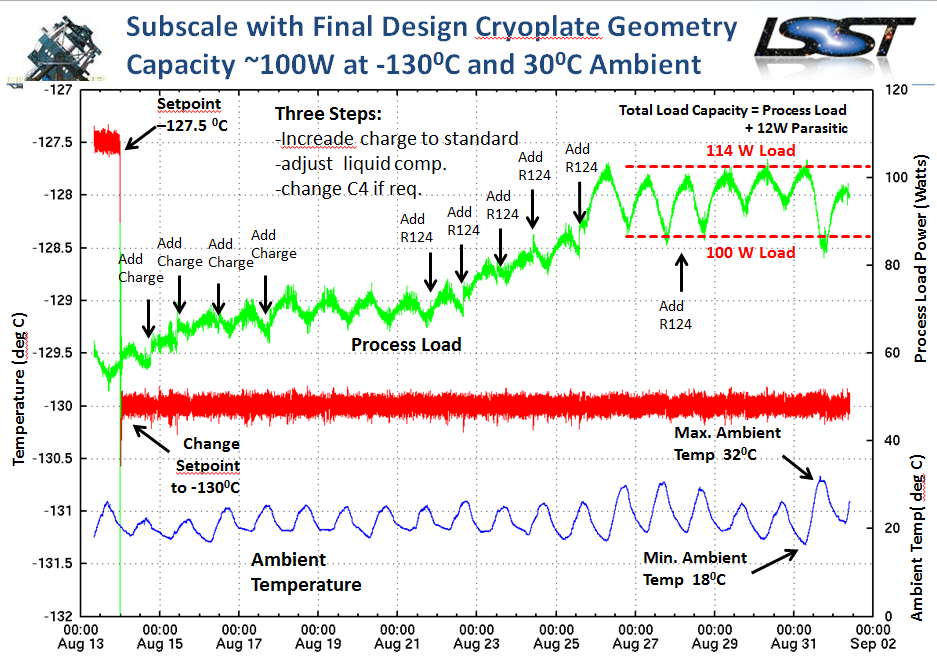 Subscale with Final Design Cryoplate Geometry
Capacity ~100W at -130⁰C and 30⁰C Ambient
LSST
-127
-127.5
-128
-128.5
-129
-129.5
-130
-130.5
-131
-131.5
-132
Temperature (deg C)
120
100
80
60
40
20
0
Process Load Power (Watts)
Ambient Temp( deg C)
Setpoint
–127.5 ⁰C
Three Steps:
-Increade charge to standard
-adjust liquid comp.
-change C4 if req.
Total Load Capacity = Process Load
+ 12W Parasitic
114 W Load
100 W Load
Add
Charge
Add
Charge
Add
Charge
Add
Charge
Add
R124
Add
R124
Add
R124
Add
R124
Add
R124
Add
R124
Process Load
Change
Setpoint
to -130⁰C
Max. Ambient
Temp 32⁰C
Ambient
Temperature
Min. Ambient
Temp 18⁰C
00:00
Aug 13
00:00
Aug 15
00:00
Aug 17
00:00
Aug 19
00:00
Aug 21
00:00
Aug 23
00:00
Aug 25
00:00
Aug 27
00:00
Aug 29
00:00
Aug 31
00:00
Sep 02